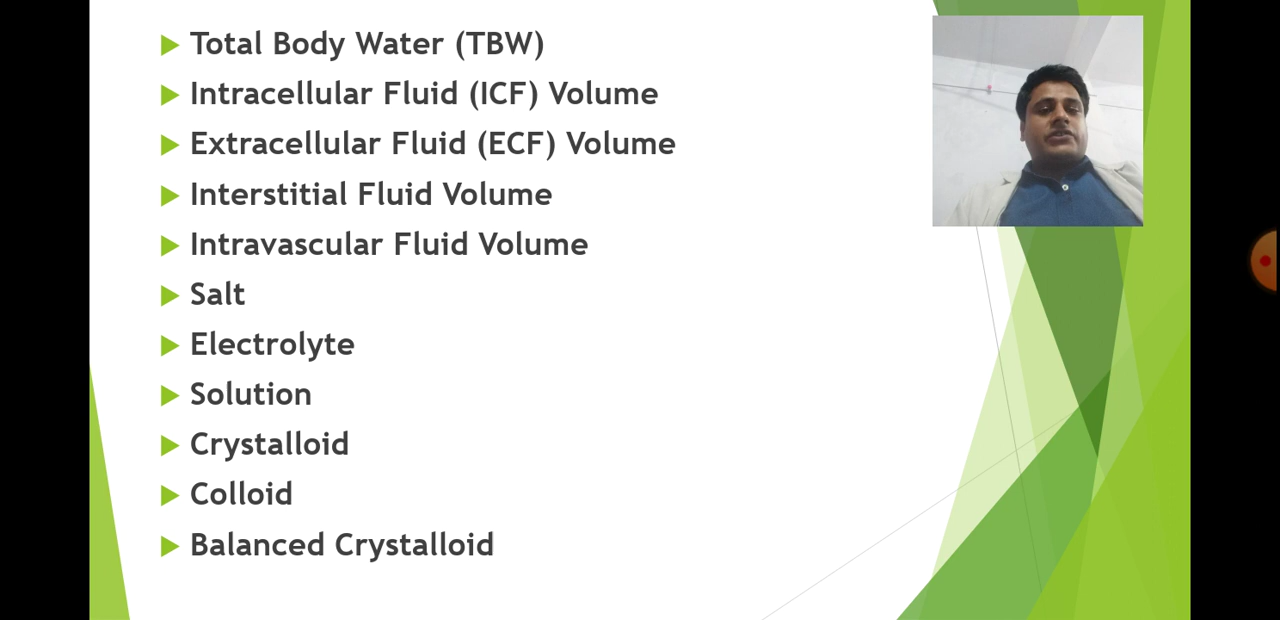 Total Body Water (TBW)
Intracellular Fluid (ICF) Volume
Extracellular Fluid (ECF) Volume
Interstitial Fluid Volume
Intravascular Fluid Volume
Salt
Electrolyte
Solution
Crystalloid
Colloid
Balanced Crystalloid